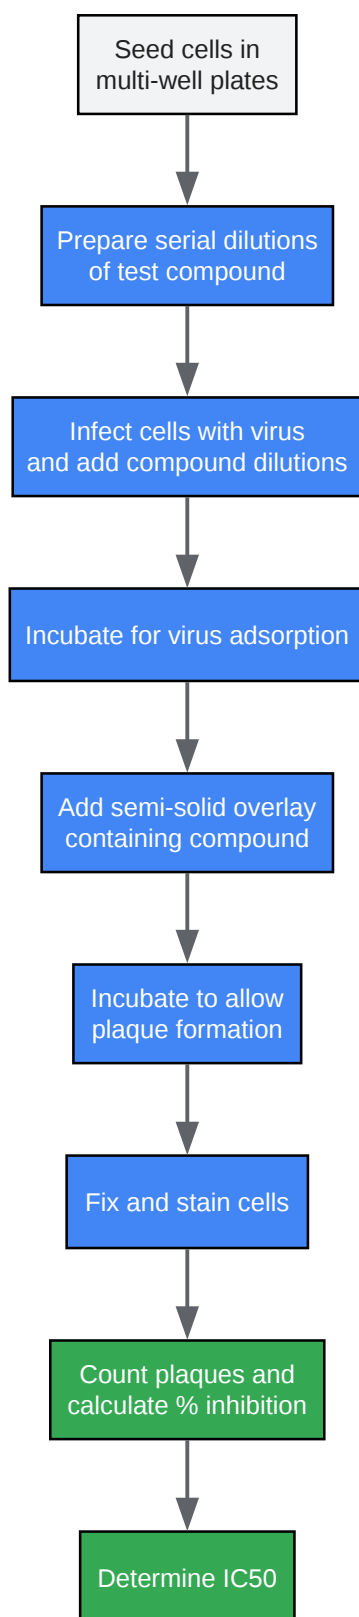 Seed cells in
multi-well plates
Prepare serial dilutions
of test compound
Infect cells with virus
and add compound dilutions
Incubate for virus adsorption
Add semi-solid overlay
containing compound
Incubate to allow
plaque formation
Fix and stain cells
Count plaques and
calculate % inhibition
Determine IC50